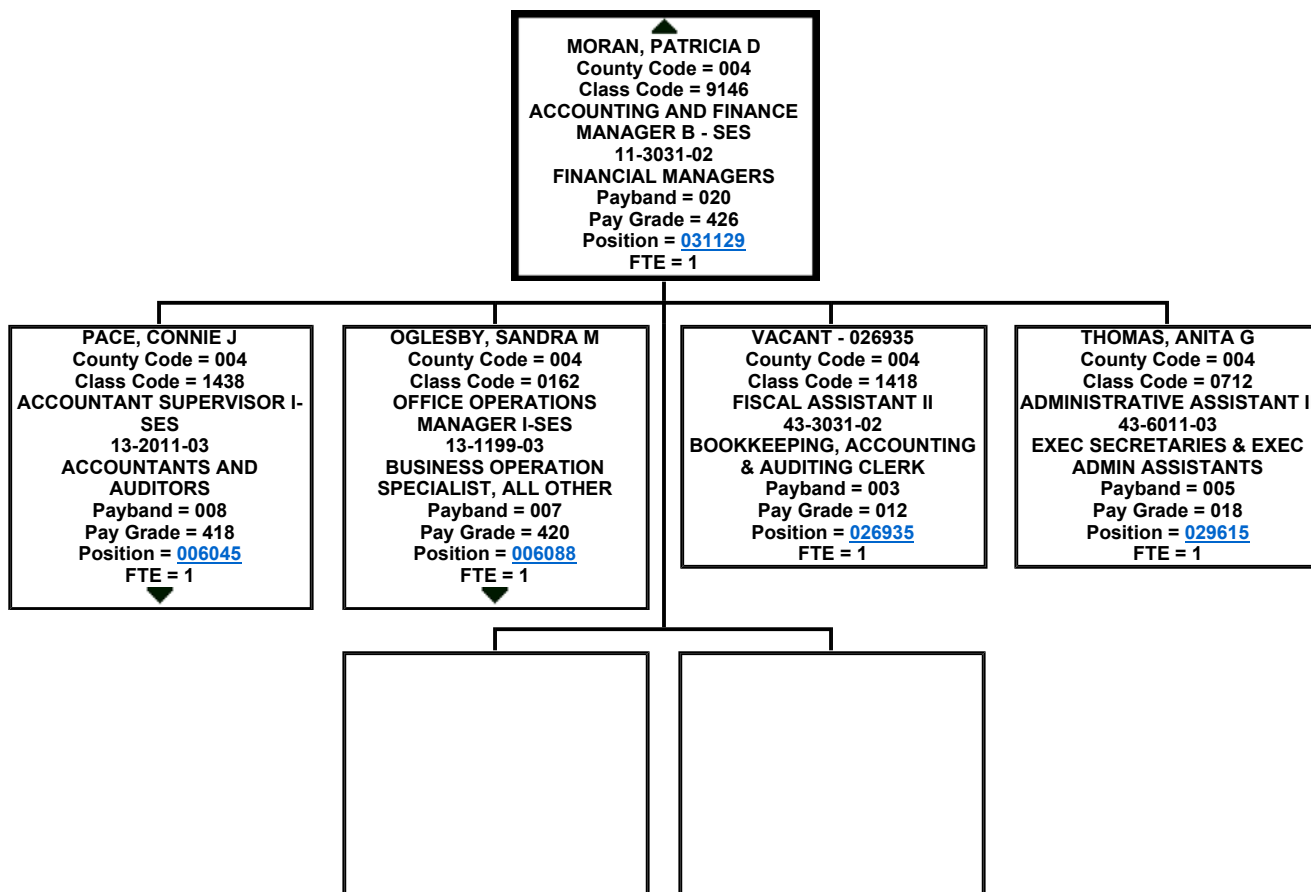 MORAN, PATRICIA D
County Code = 004
Class Code = 9146
ACCOUNTING AND FINANCE
MANAGER B - SES
11-3031-02
FINANCIAL MANAGERS
Payband = 020
Pay Grade = 426
Position = 031129
FTE = 1
PACE, CONNIE J
County Code = 004
Class Code = 1438
ACCOUNTANT SUPERVISOR I-
SES
13-2011-03
ACCOUNTANTS AND
AUDITORS
Payband = 008
Pay Grade = 418
Position = 006045
FTE = 1
OGLESBY, SANDRA M
County Code = 004
Class Code = 0162
OFFICE OPERATIONS
MANAGER I-SES
13-1199-03
BUSINESS OPERATION
SPECIALIST, ALL OTHER
Payband = 007
Pay Grade = 420
Position = 006088
FTE = 1
VACANT - 026935
County Code = 004
Class Code = 1418
FISCAL ASSISTANT II
43-3031-02
BOOKKEEPING, ACCOUNTING
& AUDITING CLERK
Payband = 003
Pay Grade = 012
Position = 026935
FTE = 1
THOMAS, ANITA G
County Code = 004
Class Code = 0712
ADMINISTRATIVE ASSISTANT I
43-6011-03
EXEC SECRETARIES & EXEC
ADMIN ASSISTANTS
Payband = 005
Pay Grade = 018
Position = 029615
FTE = 1